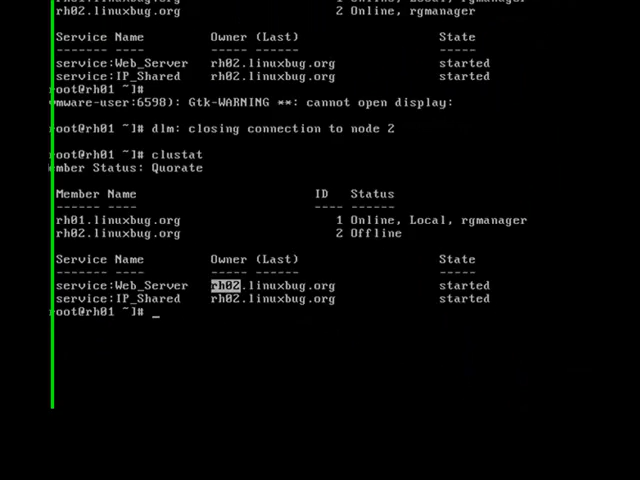 rh01.linuxbug.org 1 Online, Local, rgmanager
rh02.linuxbug.org 2 Online, rgmanager
Service Name Owner (Last) State
------- ---- ----- ------ -----
service:Web_Server rh02.linuxbug.org started
service:IP_Shared rh02.linuxbug.org started
root@rh01 ~]#
vmware-user:6598): Gtk-WARNING **: cannot open display:
root@rh01 ~]# dlm: closing connection to node 2
root@rh01 ~]# clustat
mber Status: Quorate
Member Name ID Status
------ ---- ---- ------
rh01.linuxbug.org 1 Online, Local, rgmanager
rh02.linuxbug.org 2 Offline
Service Name Owner (Last) State
------- ---- ----- ------ -----
service:Web_Server rh02.linuxbug.org started
service:IP_Shared rh02.linuxbug.org started
root@rh01 ~]# _